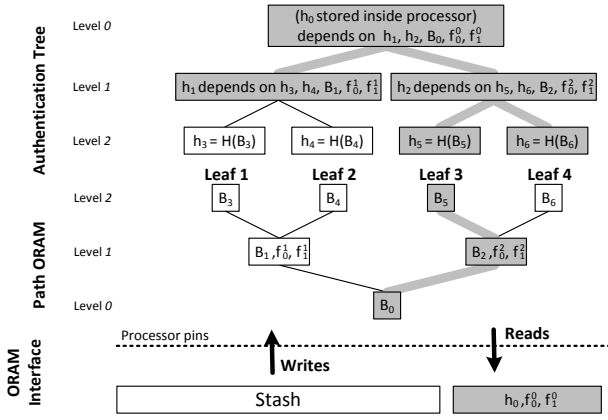 Authentication Tree
Level 0
(h₀ stored inside processor)
depends on h₁, h₂, B₀, f₀⁰, f₁⁰
Level 1
h₁ depends on h₃, h₄, B₁, f₀¹, f₁¹
h₂ depends on h₅, h₆, B₂, f₀², f₁²
Level 2
h₃ = H(B₃)
h₄ = H(B₄)
h₅ = H(B₅)
h₆ = H(B₆)
Path ORAM
Leaf 1
Leaf 2
Leaf 3
Leaf 4
Level 2
B₃
B₄
B₅
B₆
Level 1
B₁,f₀¹,f₁¹
B₂,f₀²,f₁²
Level 0
B₀
ORAM
Interface
Processor pins
Writes
Reads
Stash
h₀,f₀⁰,f₁⁰